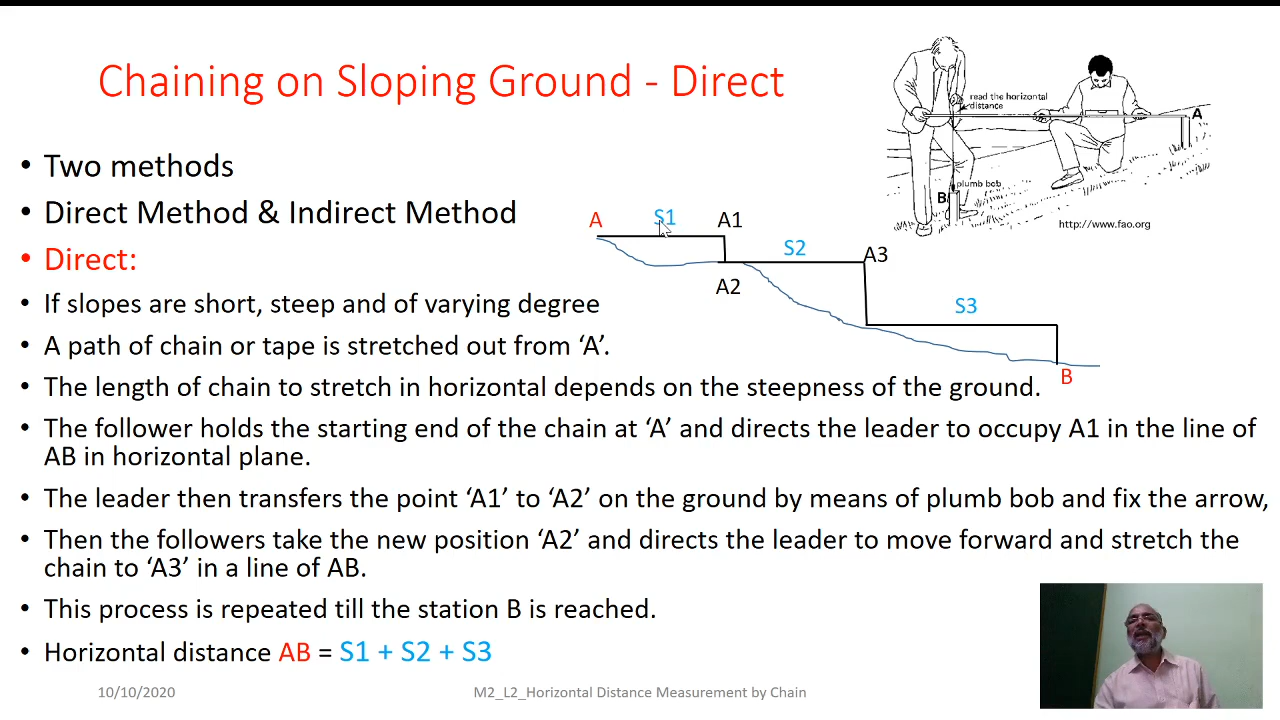 Chaining on Sloping Ground - Direct
• Two methods
• Direct Method & Indirect Method
• Direct:
• If slopes are short, steep and of varying degree
• A path of chain or tape is stretched out from ‘A’.
• The length of chain to stretch in horizontal depends on the steepness of the ground.
• The follower holds the starting end of the chain at ‘A’ and directs the leader to occupy A1 in the line of
AB in horizontal plane.
• The leader then transfers the point ‘A1’ to ‘A2’ on the ground by means of plumb bob and fix the arrow,
• Then the followers take the new position ‘A2’ and directs the leader to move forward and stretch the
chain to ‘A3’ in a line of AB.
• This process is repeated till the station B is reached.
• Horizontal distance AB = S1 + S2 + S3
read the horizontal
distance
A
plumb bob
B
http://www.fao.org
A
S1
A1
S2
A3
A2
S3
B
10/10/2020
M2_L2_Horizontal Distance Measurement by Chain